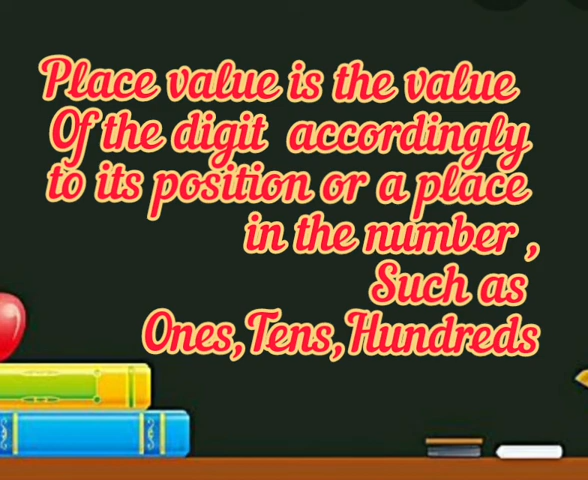 Place value is the value
Of the digit accordingly
to its position or a place
in the number ,
Such as
Ones,Tens,Hundreds